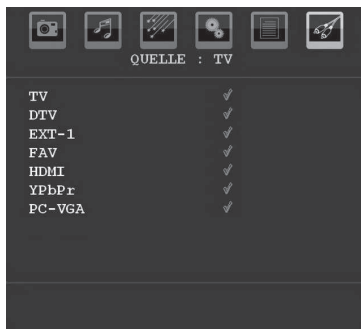 QUELLE : TV
TV
DTV
EXT-1
FAV
HDMI
YPbPr
PC-VGA